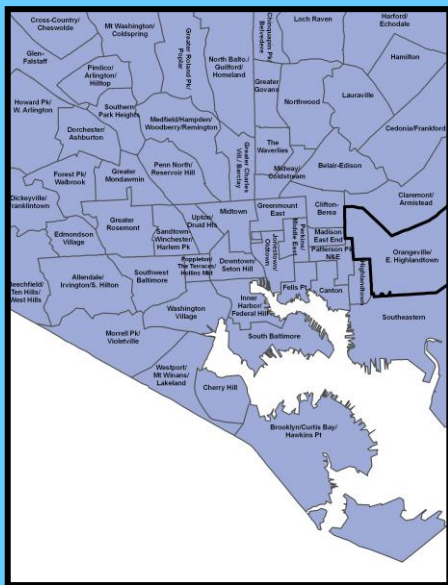 Cross-Country/
Cheswolde
Mt Washington/
Coldspring
Greater Roland Pk/
Poplar
Chinquapin Pk/
Belvedere
Loch Raven
Harford/
Echodale
Glen-
Falstaff
Pimlico/
Arlington/
Hilltop
North Balto./
Guilford/
Homeland
Hamilton
Greater
Govans
Lauraville
Howard Pk/
W. Arlington
Southern
Park Heights
Northwood
Medfield/Hampden/
Woodberry/Remington
Cedonia/Frankford
Dorchester/
Ashburton
The
Waverlies
Greater Charles
Vill./ Barclay
Penn North/
Reservoir Hill
Midway/
Coldstream
Belair-Edison
Forest Pk/
Walbrook
Greater
Mondawmin
Claremont/
Armistead
Dickeyville/
Franklintown
Upton/
Druid Hts
Midtown
Greenmount
East
Clifton-
Berea
Greater
Rosemont
Perkins/
Middle East
Madison
East End
Edmondson
Village
Sandtown-
Winchester/
Harlem Pk
Jonestown/
Oldtown
Patterson Pk
N&E
Orangeville/
E. Highlandtown
Poppleton/
The Terraces/
Hollins Mkt
Downtown/
Seton Hill
Highlandtown
Allendale/
Irvington/S. Hilton
Southwest
Baltimore
Beechfield/
Ten Hills/
West Hills
Fells Pt
Canton
Inner
Harbor/
Federal Hill
Washington
Village
Southeastern
Morrell Pk/
Violetville
South Baltimore
Westport/
Mt Winans/
Lakeland
Cherry Hill
Brooklyn/Curtis Bay/
Hawkins Pt